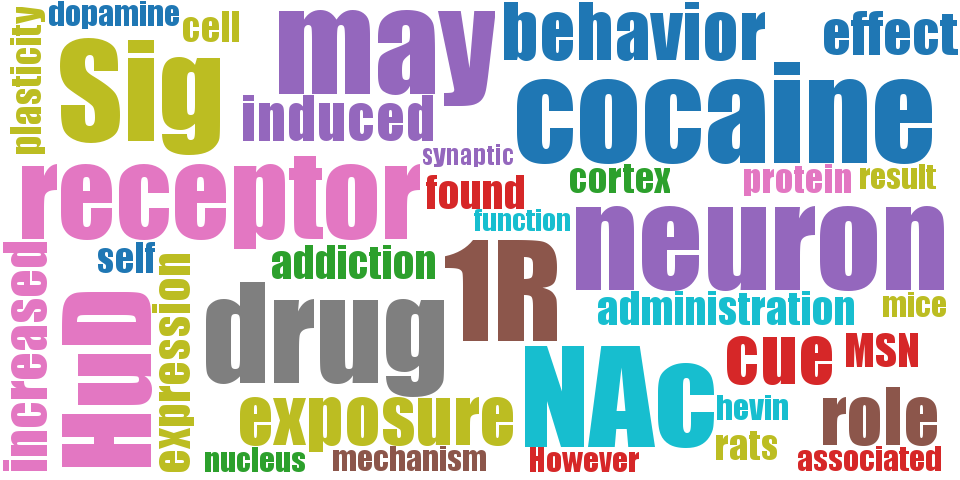 dopamine
plasticity
cell
Sig
may
behavior
effect
induced
cocaine
receptor
synaptic
found
function
cortex
protein
result
neuron
increased
self
expression
addiction
1R
administration
mice
HuD
drug
NAc
cue
MSN
exposure
hevin
role
rats
nucleus
mechanism
However
associated